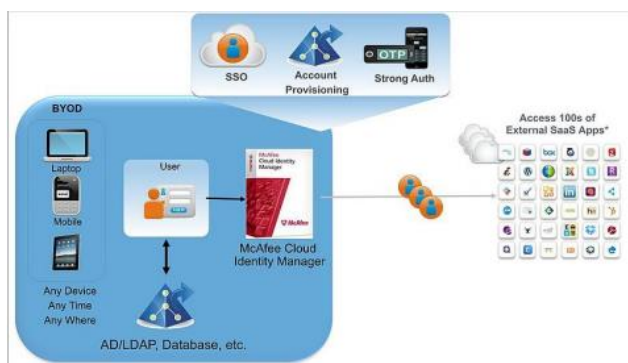 SSO
Account
Provisioning
OTP
Strong Auth
BYOD
Laptop
Mobile
Any Device
Any Time
Any Where
User
McAfee
Cloud Identity
Manager
McAfee
McAfee Cloud
Identity Manager
AD/LDAP, Database, etc.
Access 100s of
External SaaS Apps*
box
in